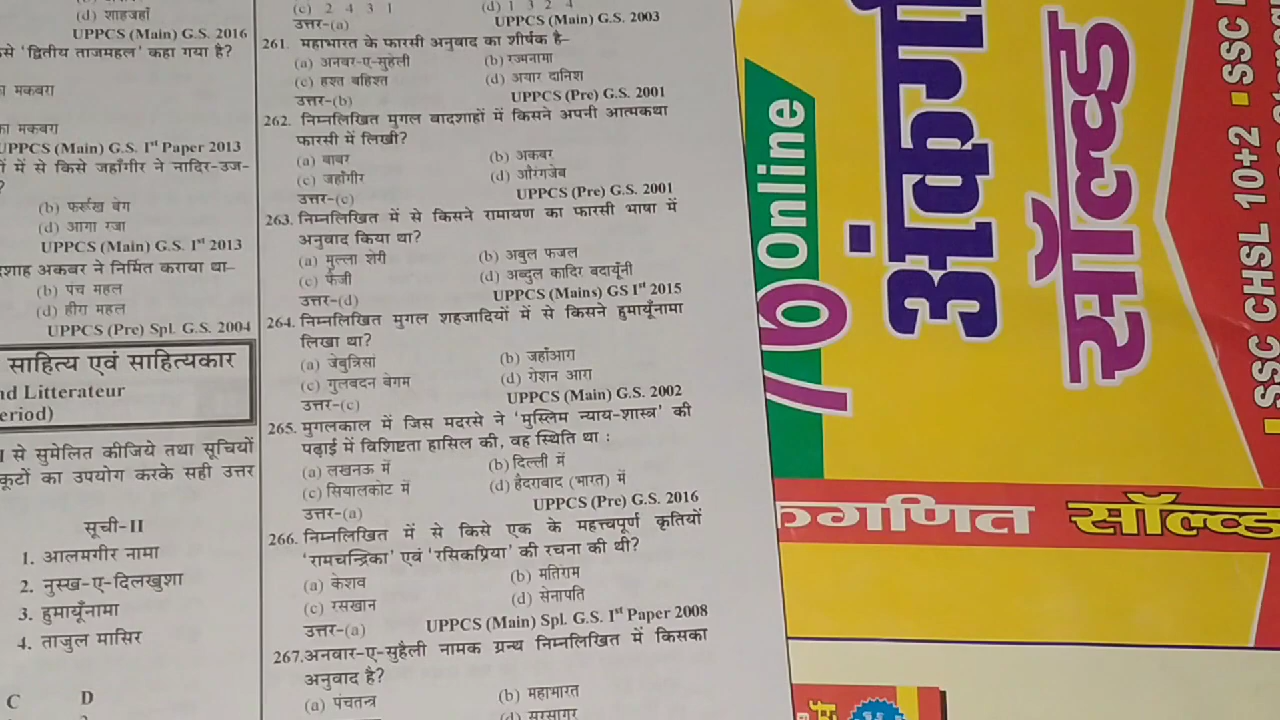 (d) शाहजहाँ
UPPCS (Main) G.S. 2016
से 'द्वितीय ताजमहल' कहा गया है?
मकबरा
का मकबरा
UPPCS (Main) G.S. Ist Paper 2013
में से किसे जहाँगीर ने नादिर-उज-
(b) फर्रूख बेग
(d) आगा रजा
UPPCS (Main) G.S. Ist 2013
शाह अकबर ने निर्मित कराया था–
(b) पंच महल
(d) हीरा महल
UPPCS (Pre) Spl. G.S. 2004
साहित्य एवं साहित्यकार
nd Litterateur
eriod)
I से सुमेलित कीजिये तथा सूचियों
कूटों का उपयोग करके सही उत्तर
सूची-II
1. आलमगीर नामा
2. नुस्ख-ए-दिलखुशा
3. हुमायूँनामा
4. ताजुल मासिर
C D
(c) 2 4 3 1 (d) 1 3 2 4
उत्तर-(a) UPPCS (Main) G.S. 2003
261. महाभारत के फारसी अनुवाद का शीर्षक है–
(a) अनवर-ए-सुहेली (b) रज्मनामा
(c) हश्त बहिश्त (d) अयार दानिश
उत्तर-(b) UPPCS (Pre) G.S. 2001
262. निम्नलिखित मुगल बादशाहों में किसने अपनी आत्मकथा
फारसी में लिखी?
(a) बाबर (b) अकबर
(c) जहाँगीर (d) औरंगजेब
उत्तर-(c) UPPCS (Pre) G.S. 2001
263. निम्नलिखित में से किसने रामायण का फारसी भाषा में
अनुवाद किया था?
(a) मुल्ला शेरी (b) अबुल फजल
(c) फैजी (d) अब्दुल कादिर बदायूँनी
उत्तर-(d) UPPCS (Mains) GS Ist 2015
264. निम्नलिखित मुगल शहजादियों में से किसने हुमायूँनामा
लिखा था?
(a) जेबुन्निसां (b) जहाँआरा
(c) गुलबदन बेगम (d) रोशन आरा
उत्तर-(c) UPPCS (Main) G.S. 2002
265. मुगलकाल में जिस मदरसे ने 'मुस्लिम न्याय-शास्त्र' की
पढ़ाई में विशिष्टता हासिल की, वह स्थिति था :
(a) लखनऊ में (b) दिल्ली में
(c) सियालकोट में (d) हैदराबाद (भारत) में
उत्तर-(a) UPPCS (Pre) G.S. 2016
266. निम्नलिखित में से किसे एक के महत्त्वपूर्ण कृतियों
'रामचन्द्रिका' एवं 'रसिकप्रिया' की रचना की थी?
(a) केशव (b) मतिराम
(c) रसखान (d) सेनापति
उत्तर-(a) UPPCS (Main) Spl. G.S. Ist Paper 2008
267. अनवार-ए-सुहैली नामक ग्रन्थ निम्नलिखित में किसका
अनुवाद है?
(a) पंचतन्त्र (b) महाभारत
(d) सूरसागर
76 Online
अंकग
सॉल्व्ड
SSC CHSL 10+2 SSC
कगणित सॉल्व्ड